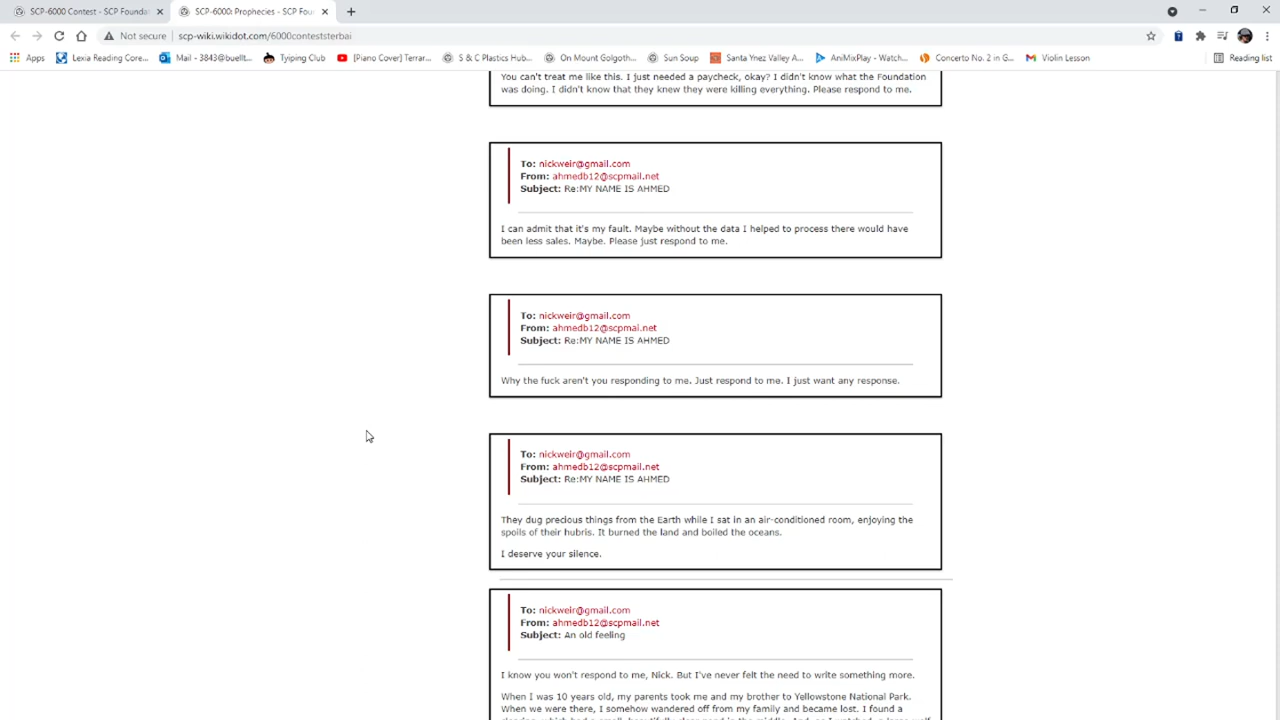 SCP-6000 Contest - SCP Founda
SCP-6000: Prophecies - SCP Fou
Not secure
scp-wiki.wikidot.com/6000conteststerbai
Apps
Lexia Reading Core...
Mail - 3843@buellt...
Tyiping Club
[Piano Cover] Terrar...
S & C Plastics Hub...
On Mount Golgoth...
Sun Soup
Santa Ynez Valley A...
AniMixPlay - Watch...
Concerto No. 2 in G...
Violin Lesson
Reading list
You can't treat me like this. I just needed a paycheck, okay? I didn't know what the Foundation
was doing. I didn't know that they knew they were killing everything. Please respond to me.
To: nickweir@gmail.com
From: ahmedb12@scpmail.net
Subject: Re:MY NAME IS AHMED
I can admit that it's my fault. Maybe without the data I helped to process there would have
been less sales. Maybe. Please just respond to me.
To: nickweir@gmail.com
From: ahmedb12@scpmai.net
Subject: Re:MY NAME IS AHMED
Why the fuck aren't you responding to me. Just respond to me. I just want any response.
To: nickweir@gmail.com
From: ahmedb12@scpmail.net
Subject: Re:MY NAME IS AHMED
They dug precious things from the Earth while I sat in an air-conditioned room, enjoying the
spoils of their hubris. It burned the land and boiled the oceans.
I deserve your silence.
To: nickweir@gmail.com
From: ahmedb12@scpmail.net
Subject: An old feeling
I know you won't respond to me, Nick. But I've never felt the need to write something more.
When I was 10 years old, my parents took me and my brother to Yellowstone National Park.
When we were there, I somehow wandered off from my family and became lost. I found a